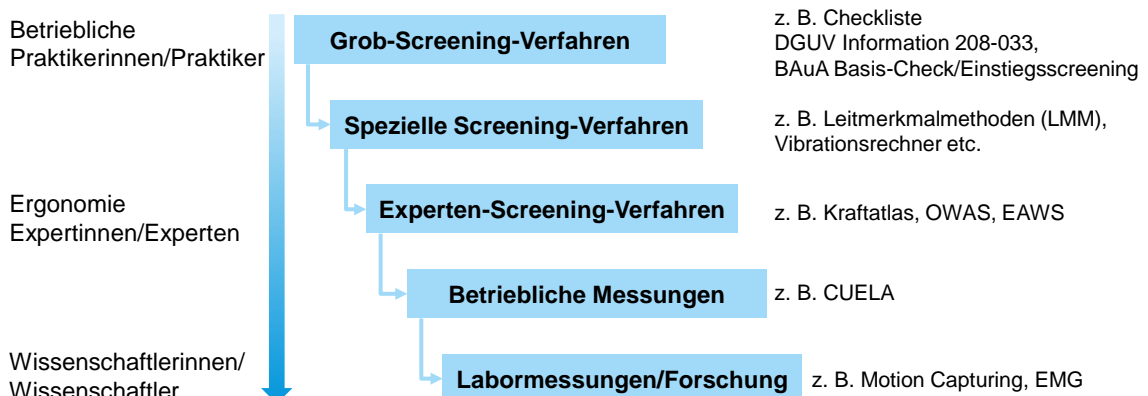 Betriebliche
Praktikerinnen/Praktiker
Grob-Screening-Verfahren
z. B. Checkliste
DGUV Information 208-033,
BAuA Basis-Check/Einstiegsscreening
Spezielle Screening-Verfahren
z. B. Leitmerkmalmethoden (LMM),
Vibrationsrechner etc.
Ergonomie
Expertinnen/Experten
Experten-Screening-Verfahren
z. B. Kraftatlas, OWAS, EAWS
Betriebliche Messungen
z. B. CUELA
Wissenschaftlerinnen/
Wissenschaftler
Labormessungen/Forschung
z. B. Motion Capturing, EMG